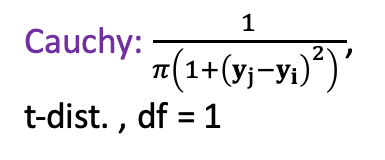 Cauchy: 1/(π(1+(yⱼ−yᵢ)²)),
t-dist. , df = 1